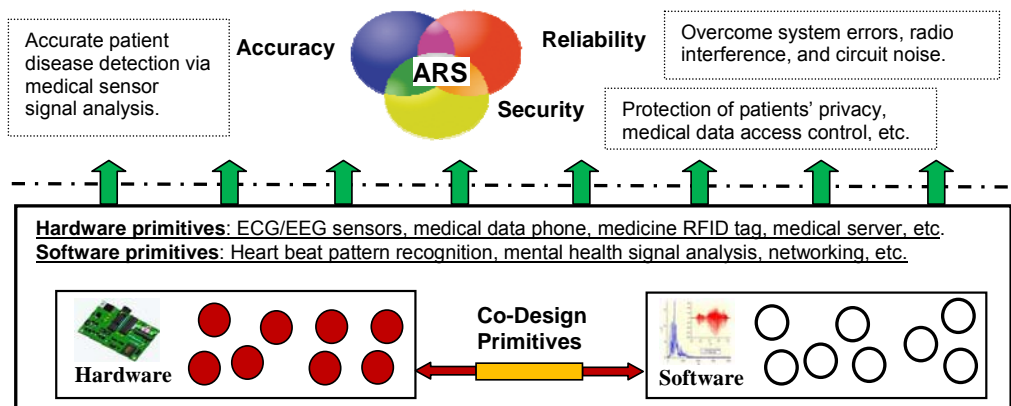 Accurate patient
disease detection via
medical sensor
signal analysis.
Accuracy
ARS
Reliability
Security
Overcome system errors, radio
interference, and circuit noise.
Protection of patients’ privacy,
medical data access control, etc.
Hardware primitives: ECG/EEG sensors, medical data phone, medicine RFID tag, medical server, etc.
Software primitives: Heart beat pattern recognition, mental health signal analysis, networking, etc.
Hardware
Co-Design
Primitives
Software